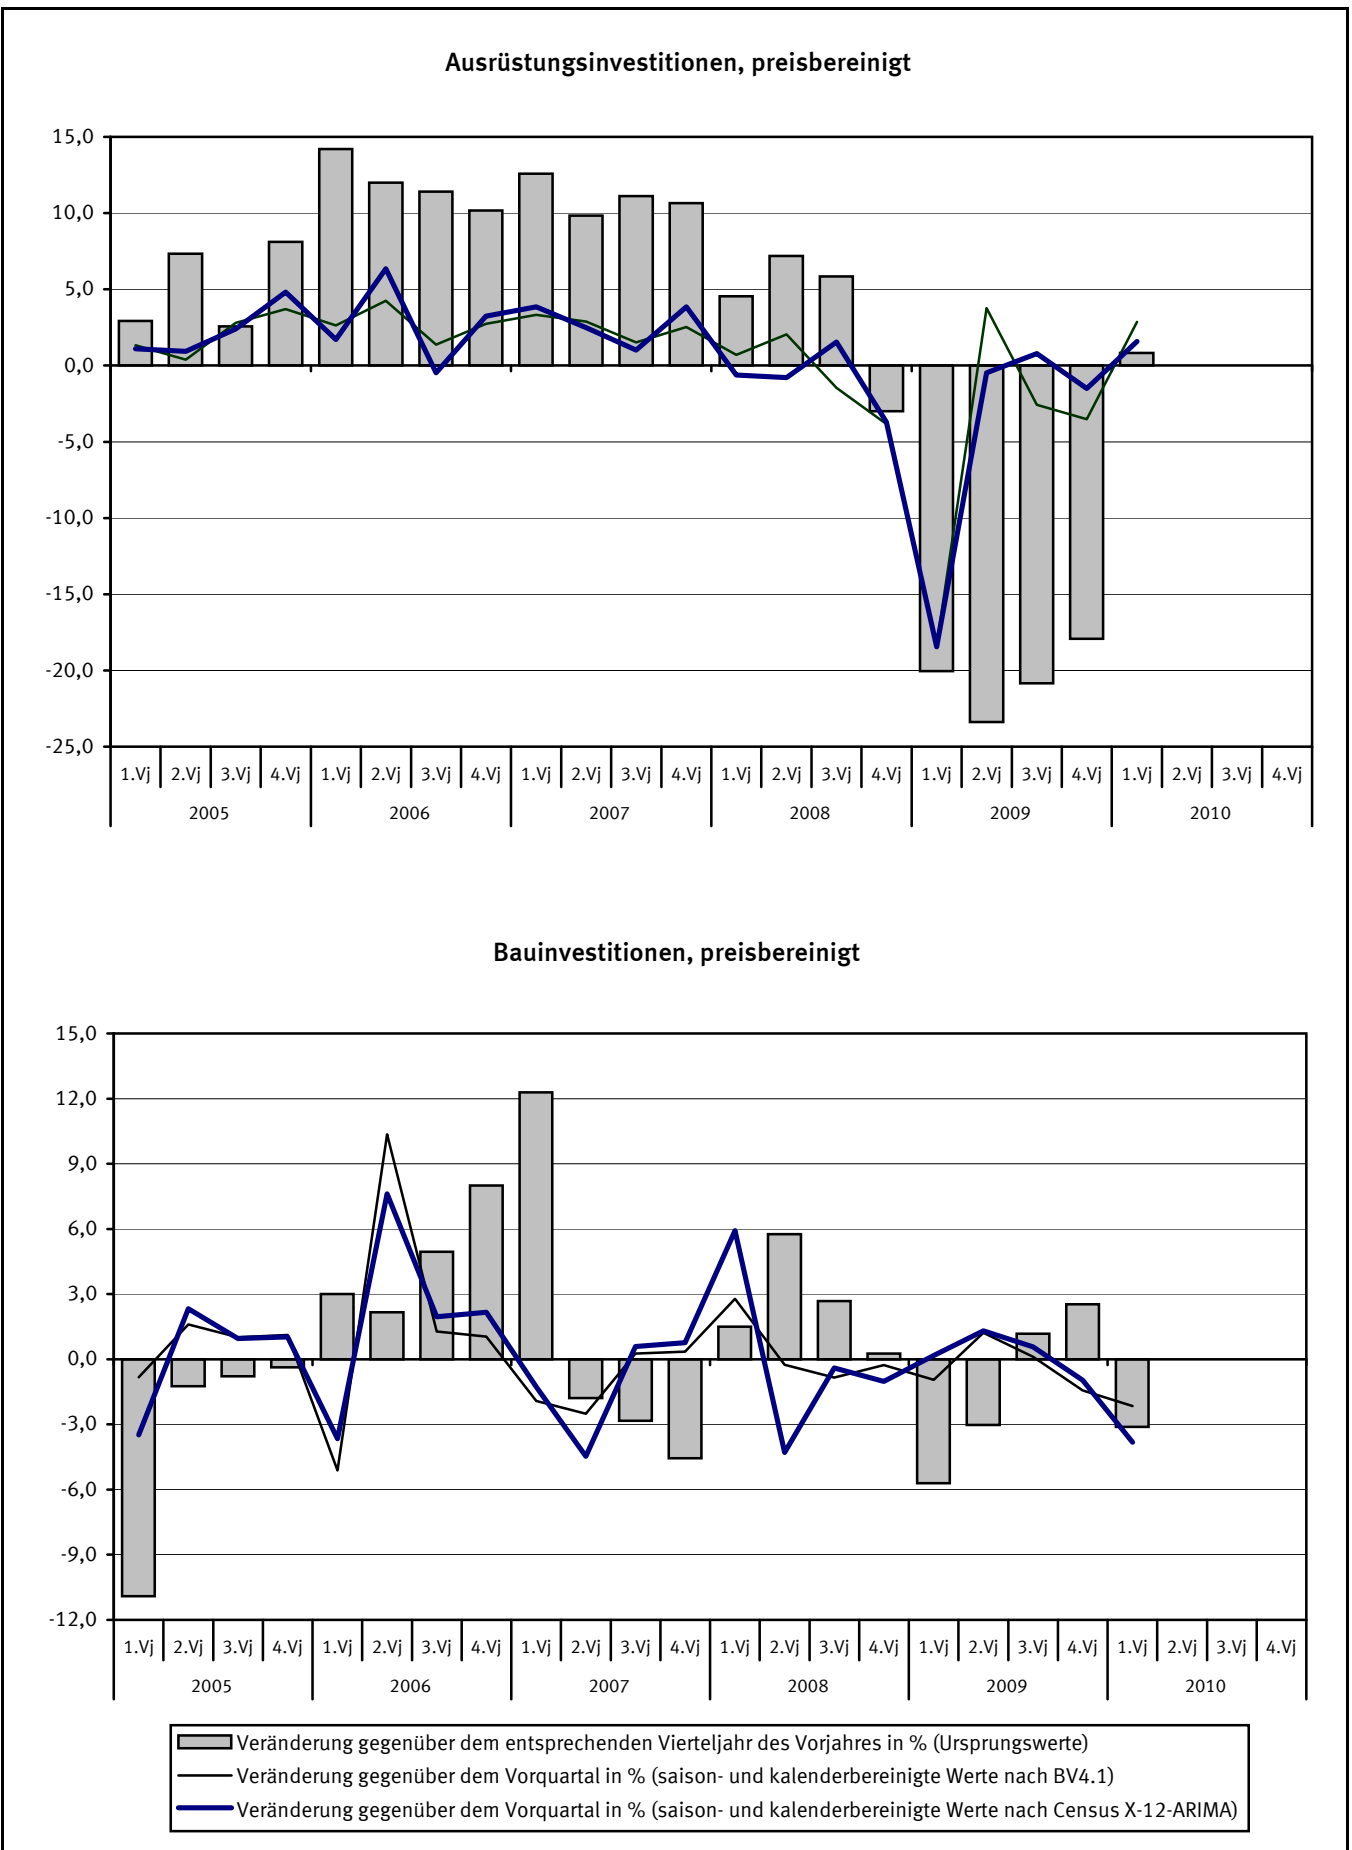 Ausrüstungsinvestitionen, preisbereinigt
15,0
10,0
5,0
0,0
-5,0
-10,0
-15,0
-20,0
-25,0
1.Vj 2.Vj 3.Vj 4.Vj 1.Vj 2.Vj 3.Vj 4.Vj 1.Vj 2.Vj 3.Vj 4.Vj 1.Vj 2.Vj 3.Vj 4.Vj 1.Vj 2.Vj 3.Vj 4.Vj 1.Vj 2.Vj 3.Vj 4.Vj
2005 2006 2007 2008 2009 2010
Bauinvestitionen, preisbereinigt
15,0
12,0
9,0
6,0
3,0
0,0
-3,0
-6,0
-9,0
-12,0
1.Vj 2.Vj 3.Vj 4.Vj 1.Vj 2.Vj 3.Vj 4.Vj 1.Vj 2.Vj 3.Vj 4.Vj 1.Vj 2.Vj 3.Vj 4.Vj 1.Vj 2.Vj 3.Vj 4.Vj 1.Vj 2.Vj 3.Vj 4.Vj
2005 2006 2007 2008 2009 2010
Veränderung gegenüber dem entsprechenden Vierteljahr des Vorjahres in % (Ursprungswerte)
Veränderung gegenüber dem Vorquartal in % (saison- und kalenderbereinigte Werte nach BV4.1)
Veränderung gegenüber dem Vorquartal in % (saison- und kalenderbereinigte Werte nach Census X-12-ARIMA)